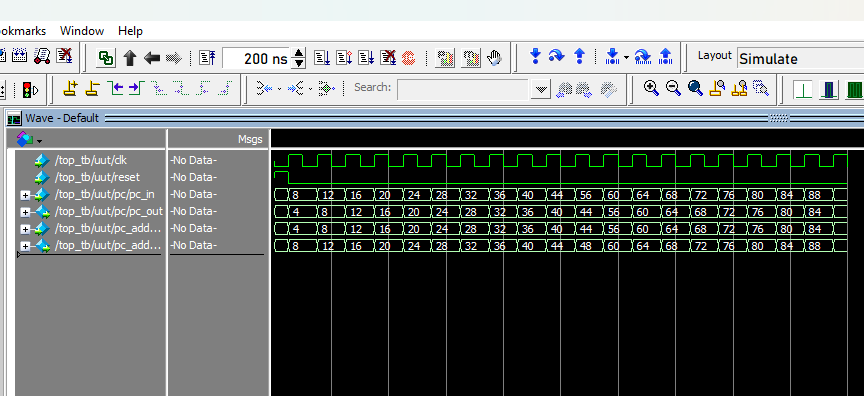 ookmarks Window Help
200 ns Layout Simulate
Search:
Wave - Default
Msgs
/top_tb/uut/clk -No Data-
/top_tb/uut/reset -No Data-
/top_tb/uut/pc/pc_in -No Data- 8 12 16 20 24 28 32 36 40 44 56 60 64 68 72 76 80 84 88
/top_tb/uut/pc/pc_out -No Data- 4 8 12 16 20 24 28 32 36 40 44 56 60 64 68 72 76 80 84
/top_tb/uut/pc_add... -No Data- 4 8 12 16 20 24 28 32 36 40 44 56 60 64 68 72 76 80 84
/top_tb/uut/pc_add... -No Data- 8 12 16 20 24 28 32 36 40 44 48 60 64 68 72 76 80 84 88